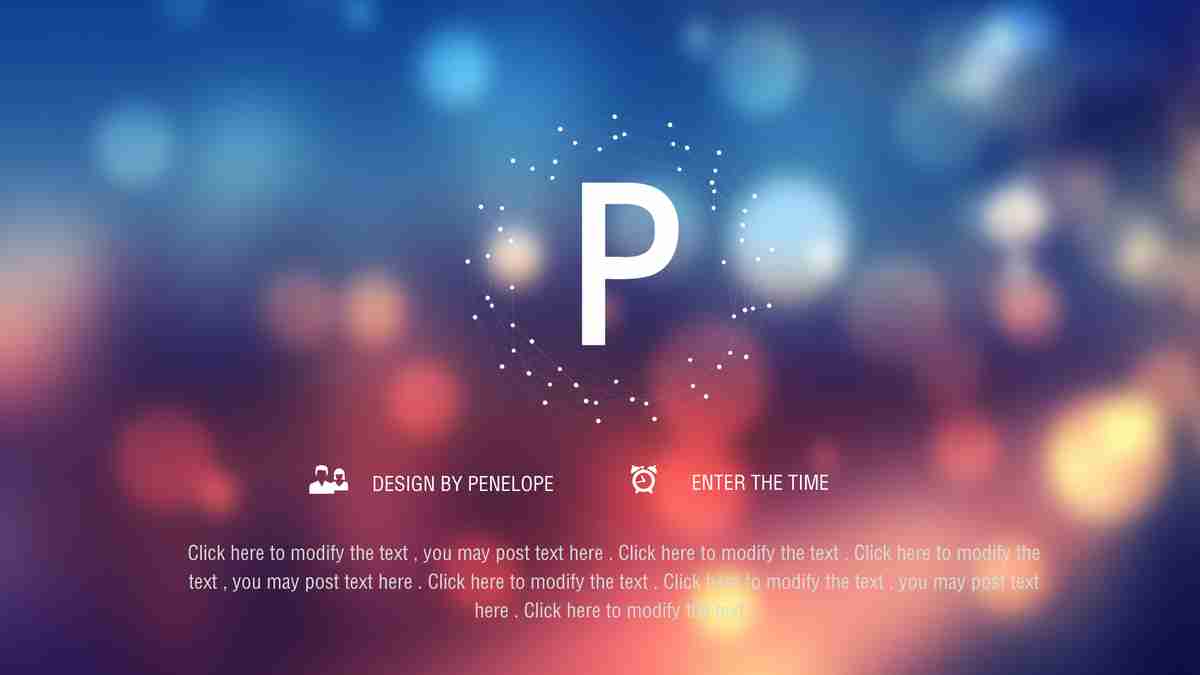 P
DESIGN BY PENELOPE
ENTER THE TIME
Click here to modify the text , you may post text here . Click here to modify the text . Click here to modify the
text , you may post text here . Click here to modify the text . Click here to modify the text , you may post text
here . Click here to modify the text .